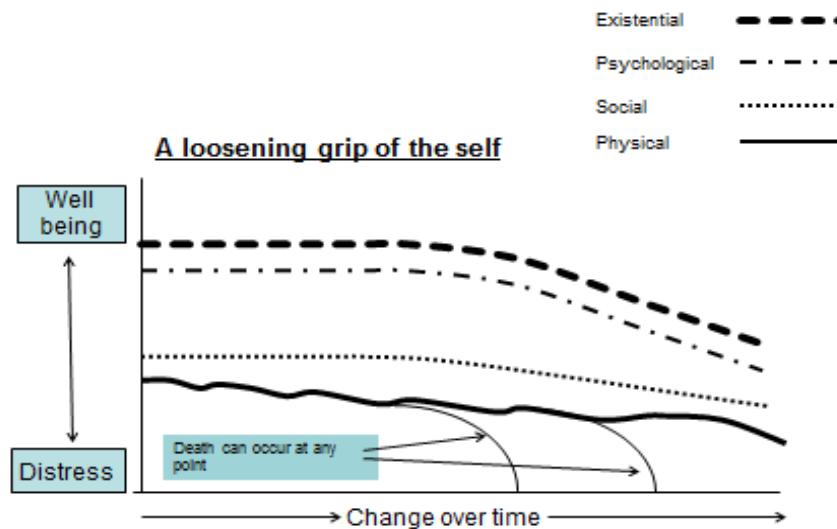 Existential
Psychological
Social
Physical
A loosening grip of the self
Well
being
Death can occur at any
point
Distress
Change over time